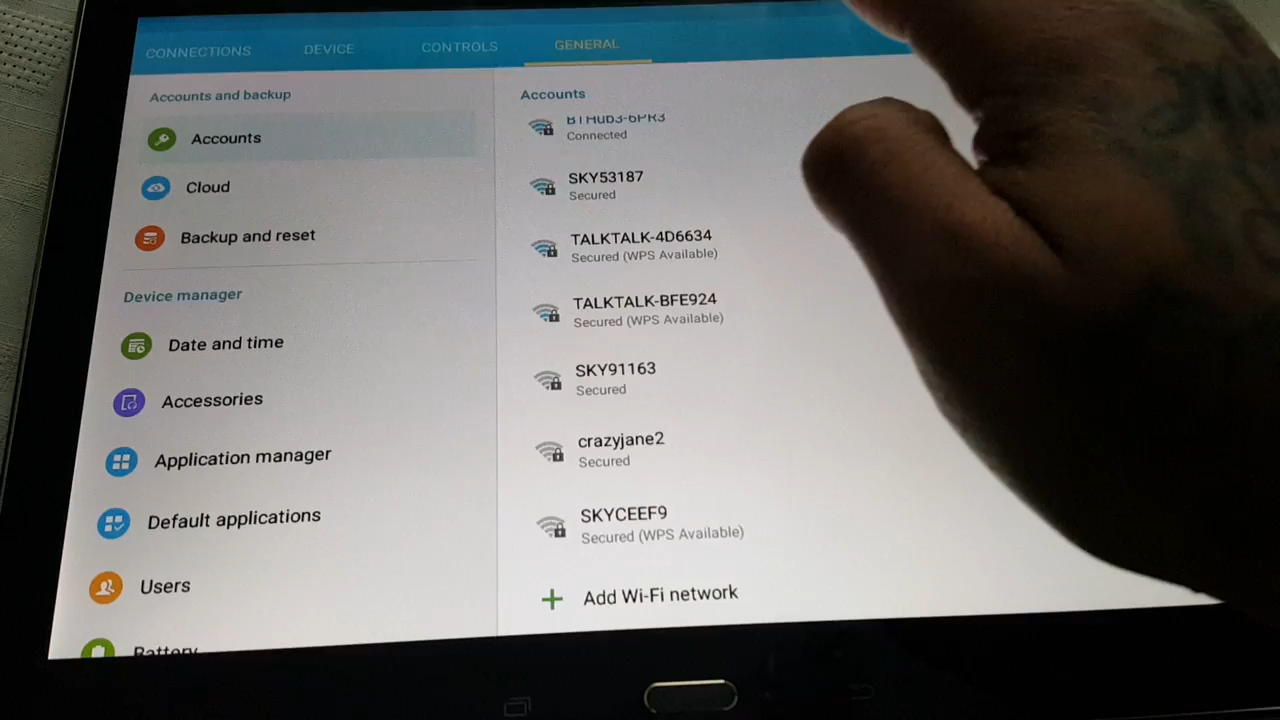 CONNECTIONS DEVICE CONTROLS GENERAL
Accounts and backup
Accounts
Cloud
Backup and reset
Device manager
Date and time
Accessories
Application manager
Default applications
Users
Battery
Accounts
Connected
SKY53187
Secured
TALKTALK-4D6634
Secured (WPS Available)
TALKTALK-BFE924
Secured (WPS Available)
SKY91163
Secured
crazyjane2
Secured
SKYCEEF9
Secured (WPS Available)
Add Wi-Fi network